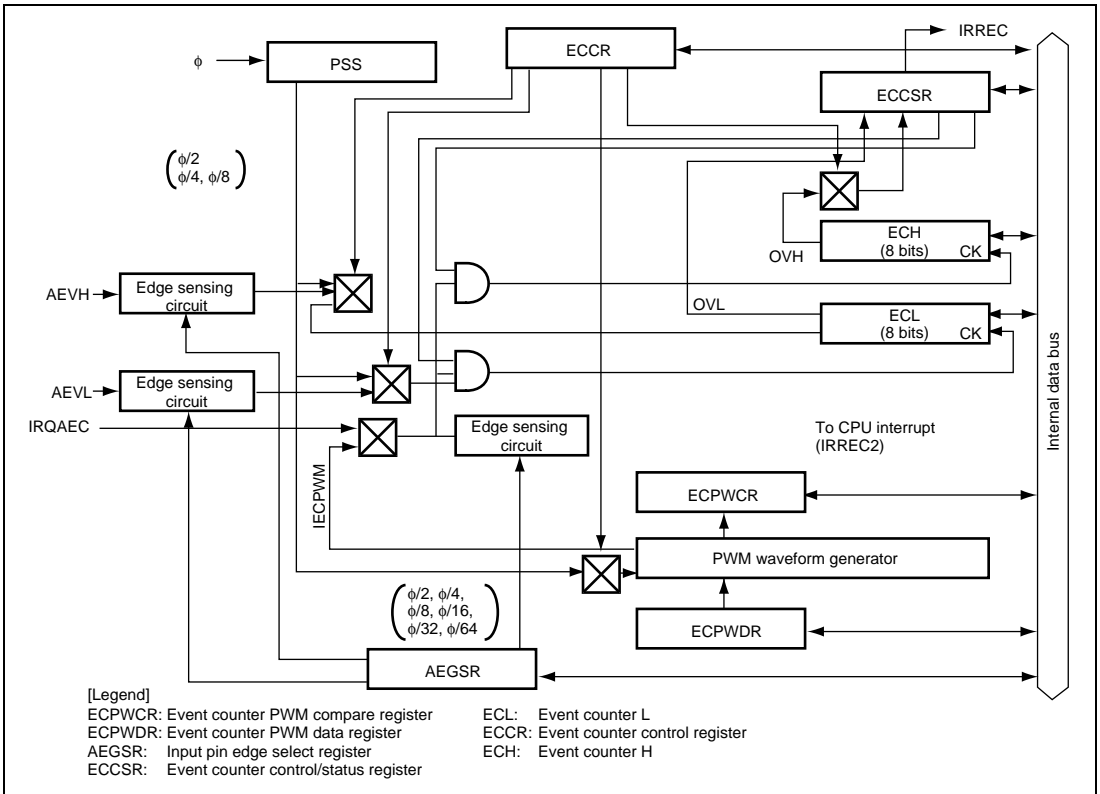 IRREC
ECCR
φ
PSS
ECCSR
φ/2
φ/4, φ/8
ECH
(8 bits)
CK
OVH
AEVH
Edge sensing
circuit
OVL
ECL
(8 bits)
CK
Internal data bus
AEVL
Edge sensing
circuit
IRQAEC
Edge sensing
circuit
To CPU interrupt
(IRREC2)
ECPWCR
IECPWM
PWM waveform generator
φ/2, φ/4,
φ/8, φ/16,
φ/32, φ/64
ECPWDR
AEGSR
[Legend]
ECPWCR: Event counter PWM compare register
ECPWDR: Event counter PWM data register
AEGSR: Input pin edge select register
ECCSR: Event counter control/status register
ECL: Event counter L
ECCR: Event counter control register
ECH: Event counter H